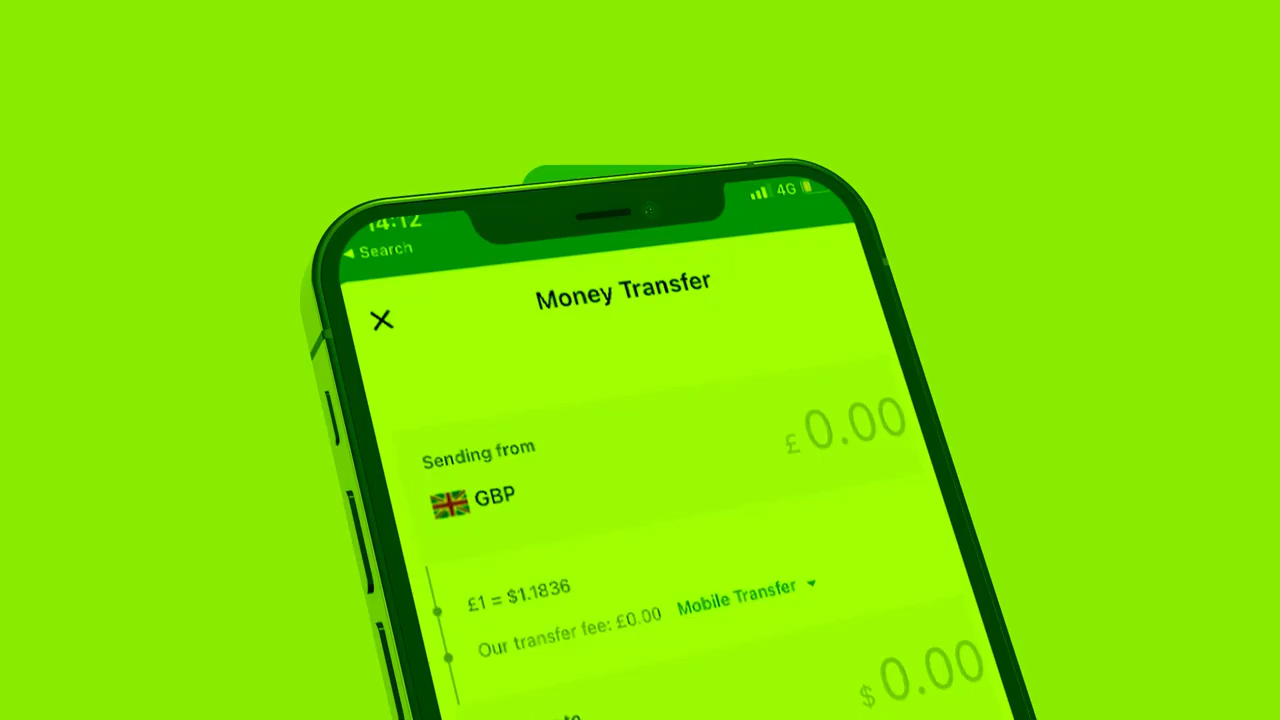 14:12
4G
◀ Search
Money Transfer
Sending from
£ 0.00
GBP
£1 = $1.1836
Our transfer fee: £0.00 Mobile Transfer
$ 0.00